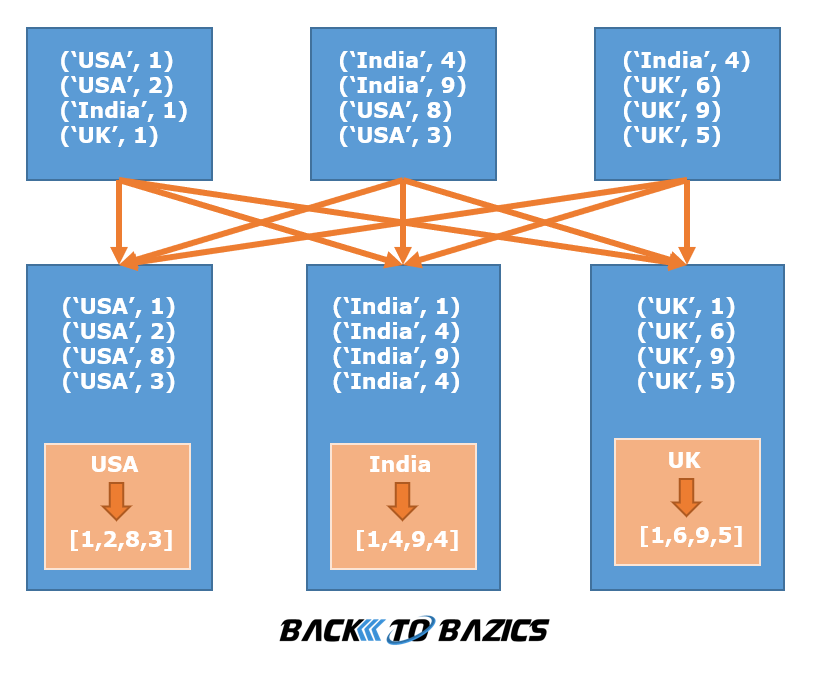 (‘USA’, 1)
(‘USA’, 2)
(‘India’, 1)
(‘UK’, 1)
(‘India’, 4)
(‘India’, 9)
(‘USA’, 8)
(‘USA’, 3)
(‘India’, 4)
(‘UK’, 6)
(‘UK’, 9)
(‘UK’, 5)
(‘USA’, 1)
(‘USA’, 2)
(‘USA’, 8)
(‘USA’, 3)
USA
[1,2,8,3]
(‘India’, 1)
(‘India’, 4)
(‘India’, 9)
(‘India’, 4)
India
[1,4,9,4]
(‘UK’, 1)
(‘UK’, 6)
(‘UK’, 9)
(‘UK’, 5)
UK
[1,6,9,5]
BACK TO BAZICS